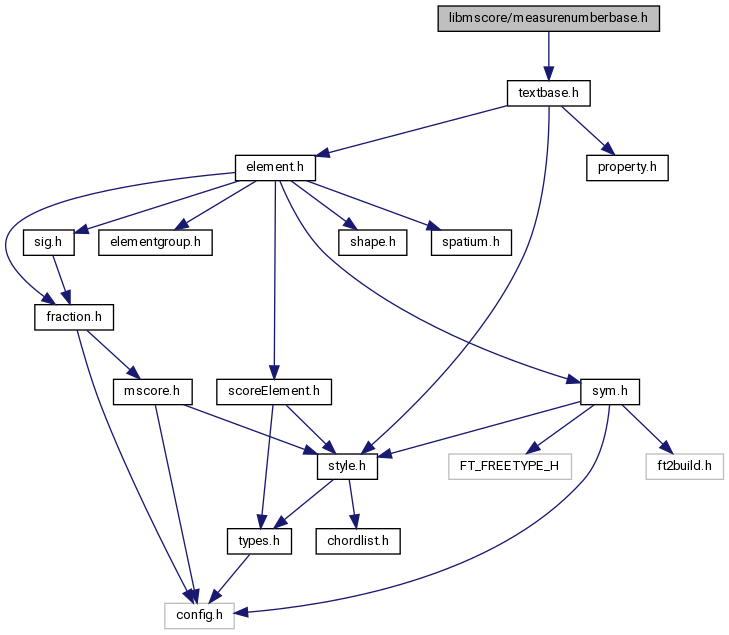 libmscore/measurenumberbase.h
textbase.h
element.h
property.h
sig.h
elementgroup.h
shape.h
spatium.h
fraction.h
mscore.h
scoreElement.h
sym.h
style.h
FT_FREETYPE_H
ft2build.h
types.h
chordlist.h
config.h